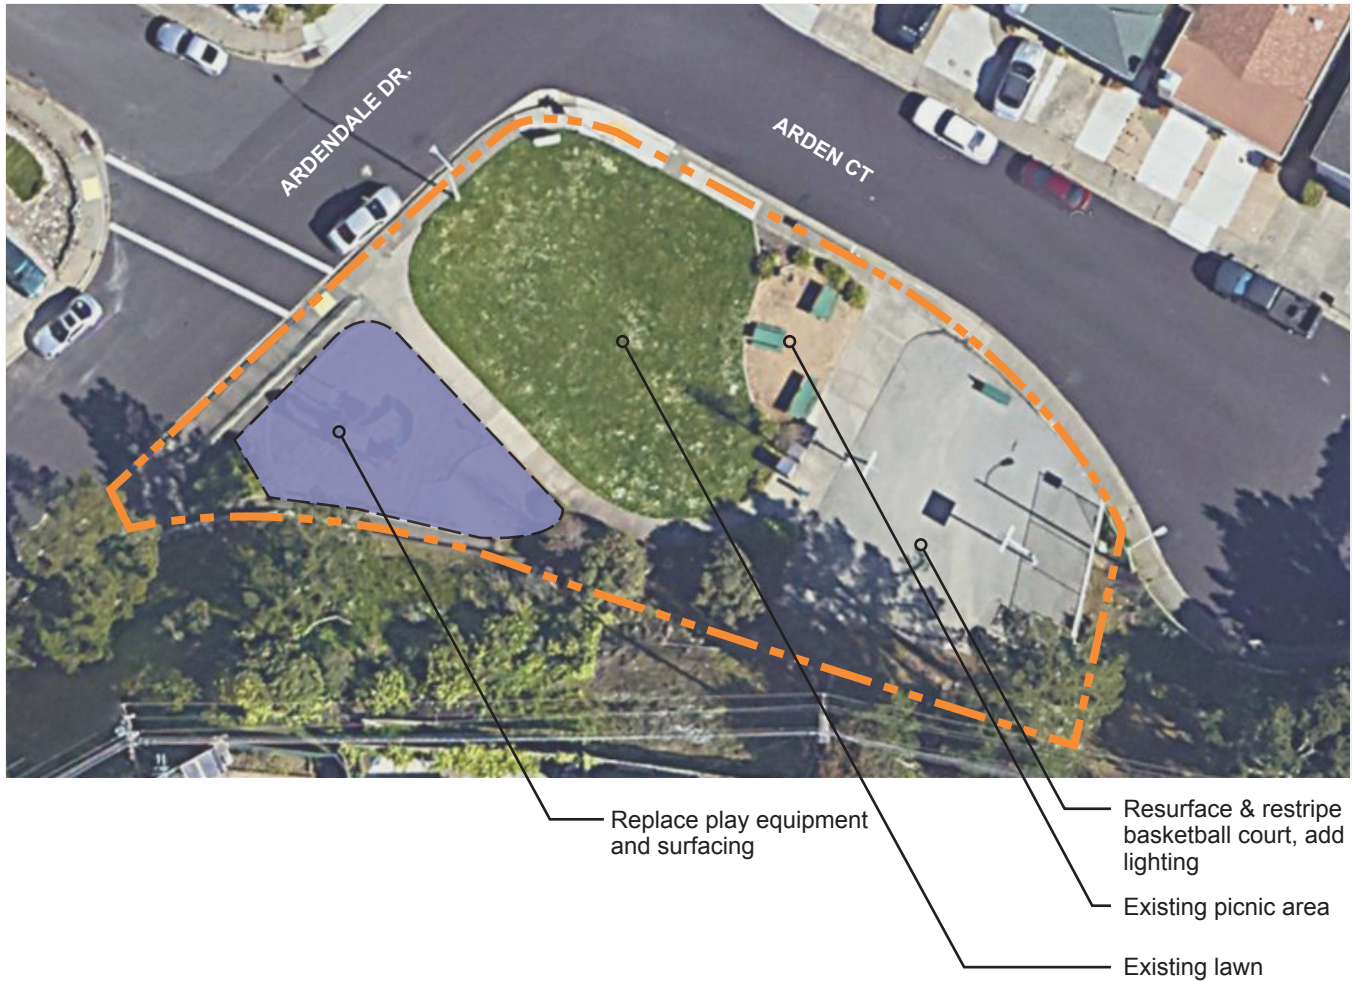 ARDENDALE DR.
ARDEN CT
Replace play equipment
and surfacing
Resurface & restripe
basketball court, add
lighting
Existing picnic area
Existing lawn